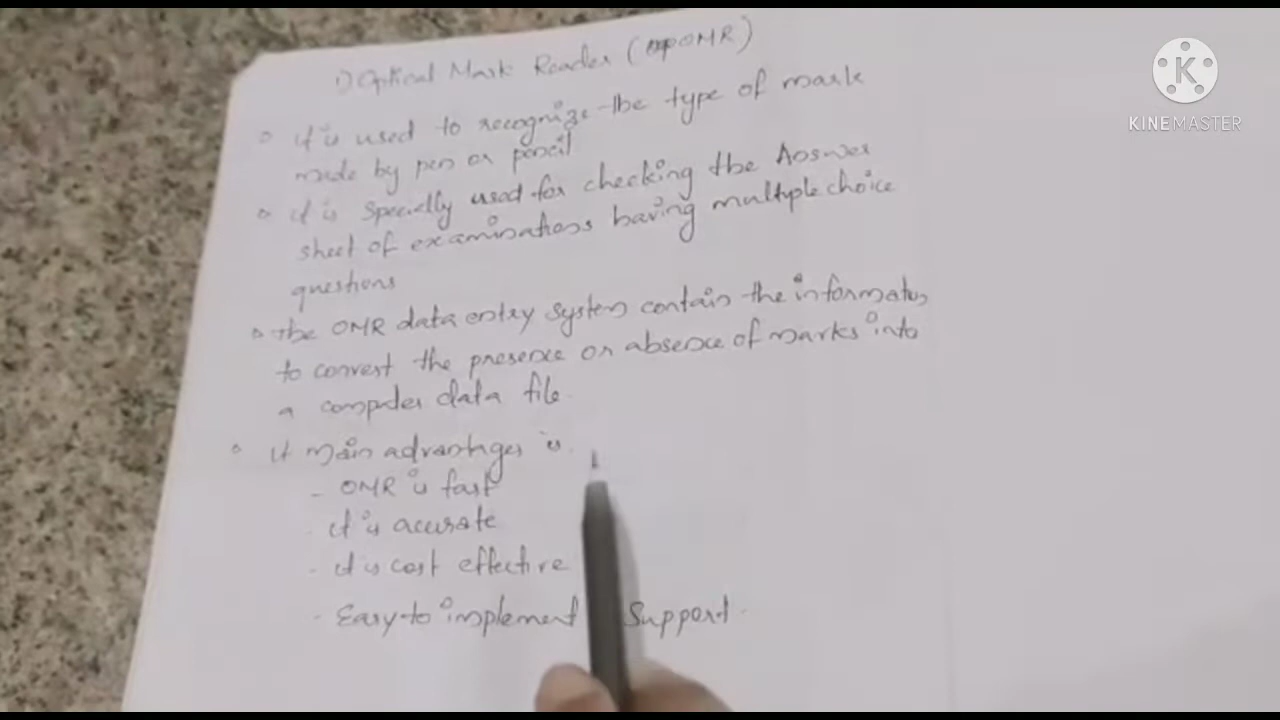 1) Optical Mark Reader ( OMR )
KINEMASTER
it is used to recognize the type of mark
made by pen or pencil
it is specially used for checking the Answer
sheet of examinations having multiple choice
questions
the OMR data entry system contain the
to convert the presence or absence of marks into
a computer data file.
it main advantages is
- OMR is fast
- it is accurate
- it is cost effective
- Easy to implement support.